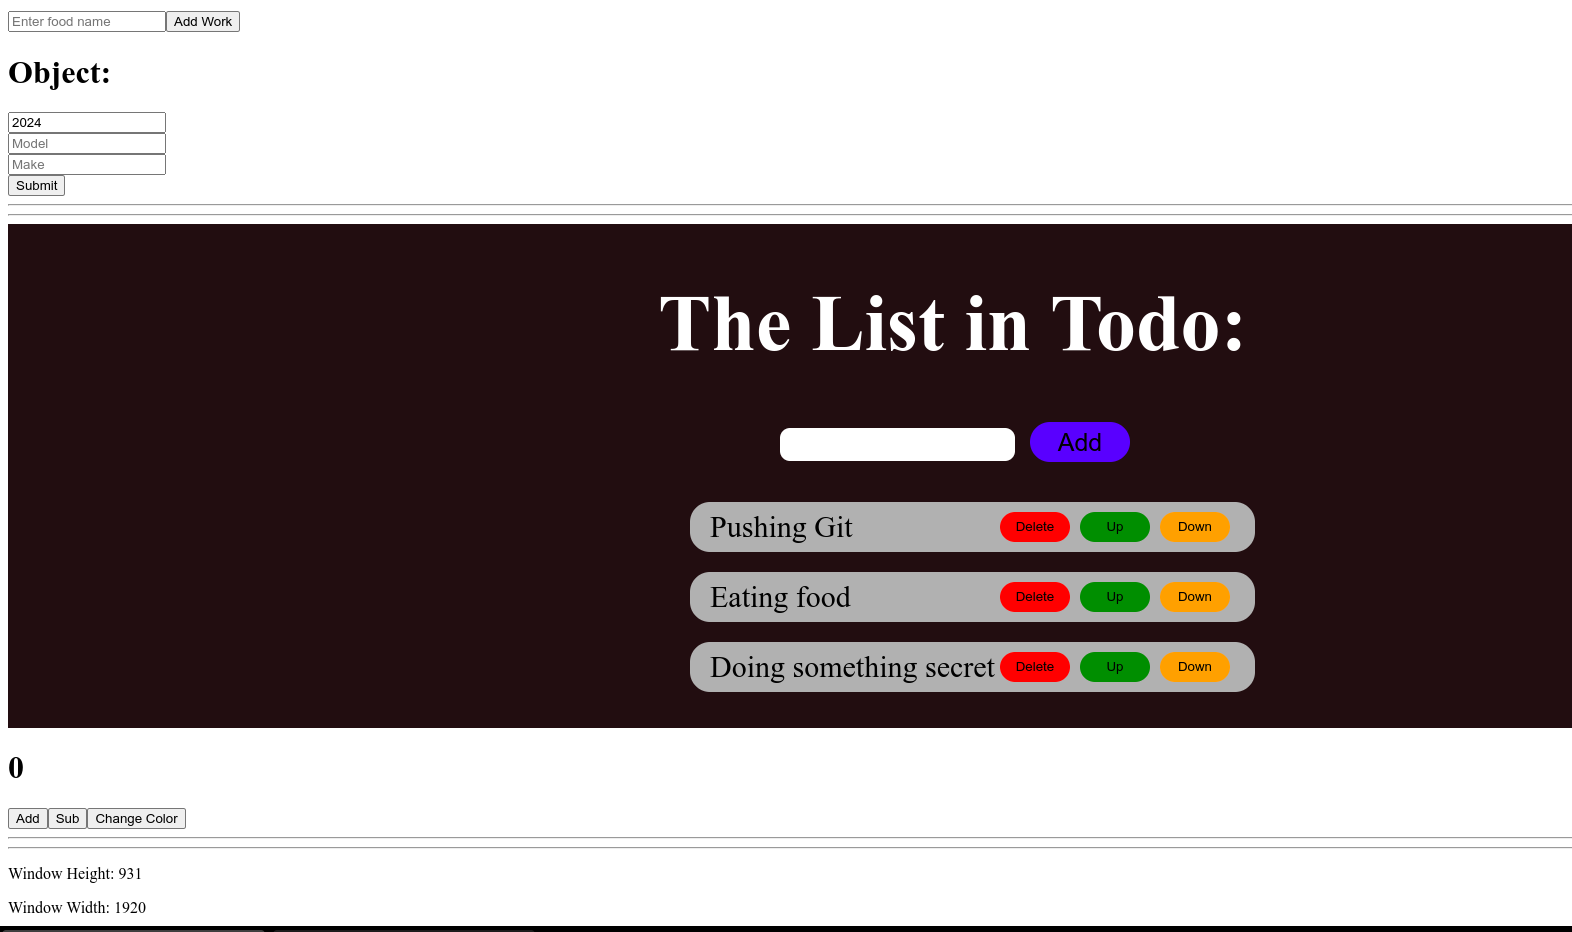 Enter food name Add Work
Object:
2024
Model
Make
Submit
The List in Todo:
Add
Pushing Git Delete Up Down
Eating food Delete Up Down
Doing something secret Delete Up Down
0
Add Sub Change Color
Window Height: 931
Window Width: 1920